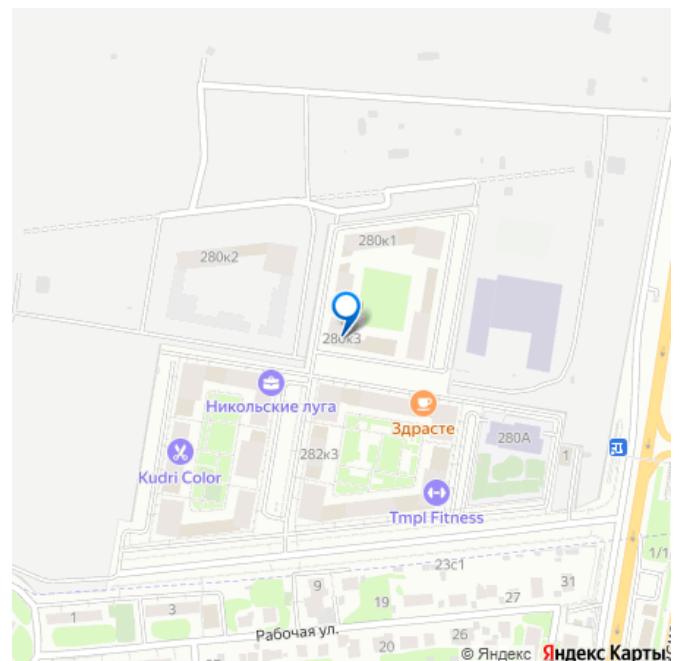 280к1
280к2
280к3
Никольские луга
Здрасте
282к3
280А
1
Kudri Color
Tmpl Fitness
23с1
1/1
9
31
1
3
19
27
Рабочая ул.
26
20
© Яндекс Яндекс Карты